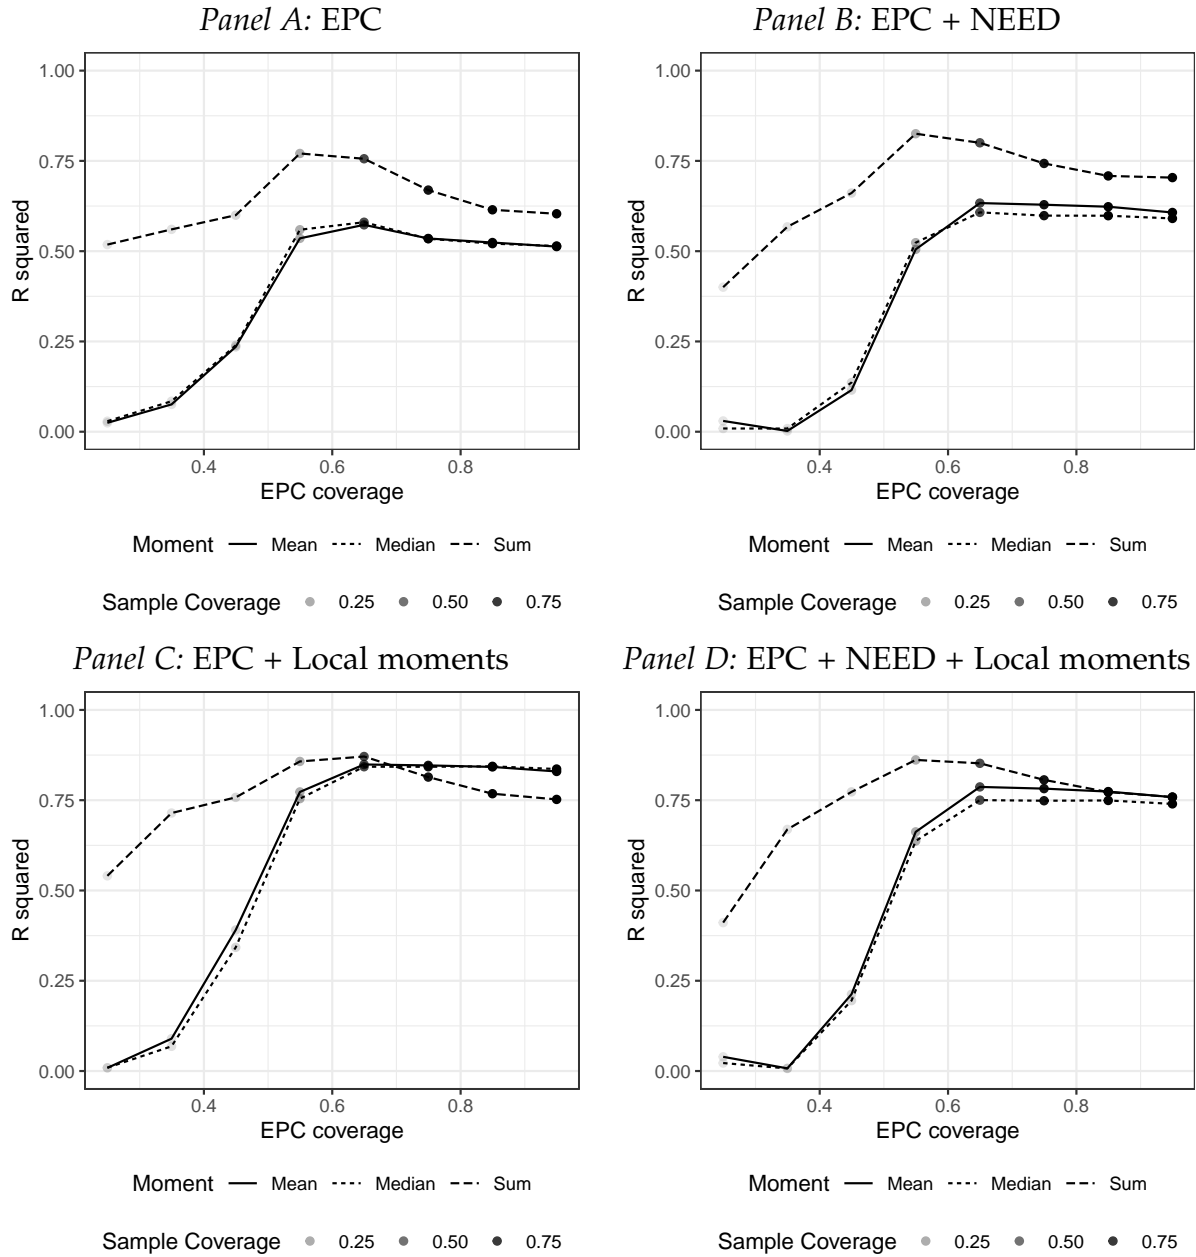 Panel A: EPC
1.00
0.75
0.50
0.25
0.00
R squared
0.4 0.6 0.8
EPC coverage
Moment Mean Median Sum
Sample Coverage 0.25 0.50 0.75
Panel B: EPC + NEED
1.00
0.75
0.50
0.25
0.00
R squared
0.4 0.6 0.8
EPC coverage
Moment Mean Median Sum
Sample Coverage 0.25 0.50 0.75
Panel C: EPC + Local moments
1.00
0.75
0.50
0.25
0.00
R squared
0.4 0.6 0.8
EPC coverage
Moment Mean Median Sum
Sample Coverage 0.25 0.50 0.75
Panel D: EPC + NEED + Local moments
1.00
0.75
0.50
0.25
0.00
R squared
0.4 0.6 0.8
EPC coverage
Moment Mean Median Sum
Sample Coverage 0.25 0.50 0.75